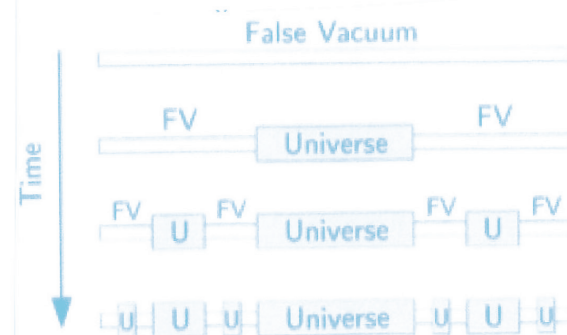 False Vacuum
FV FV
Universe
FV U FV Universe FV U FV
U U U Universe U U U
Time